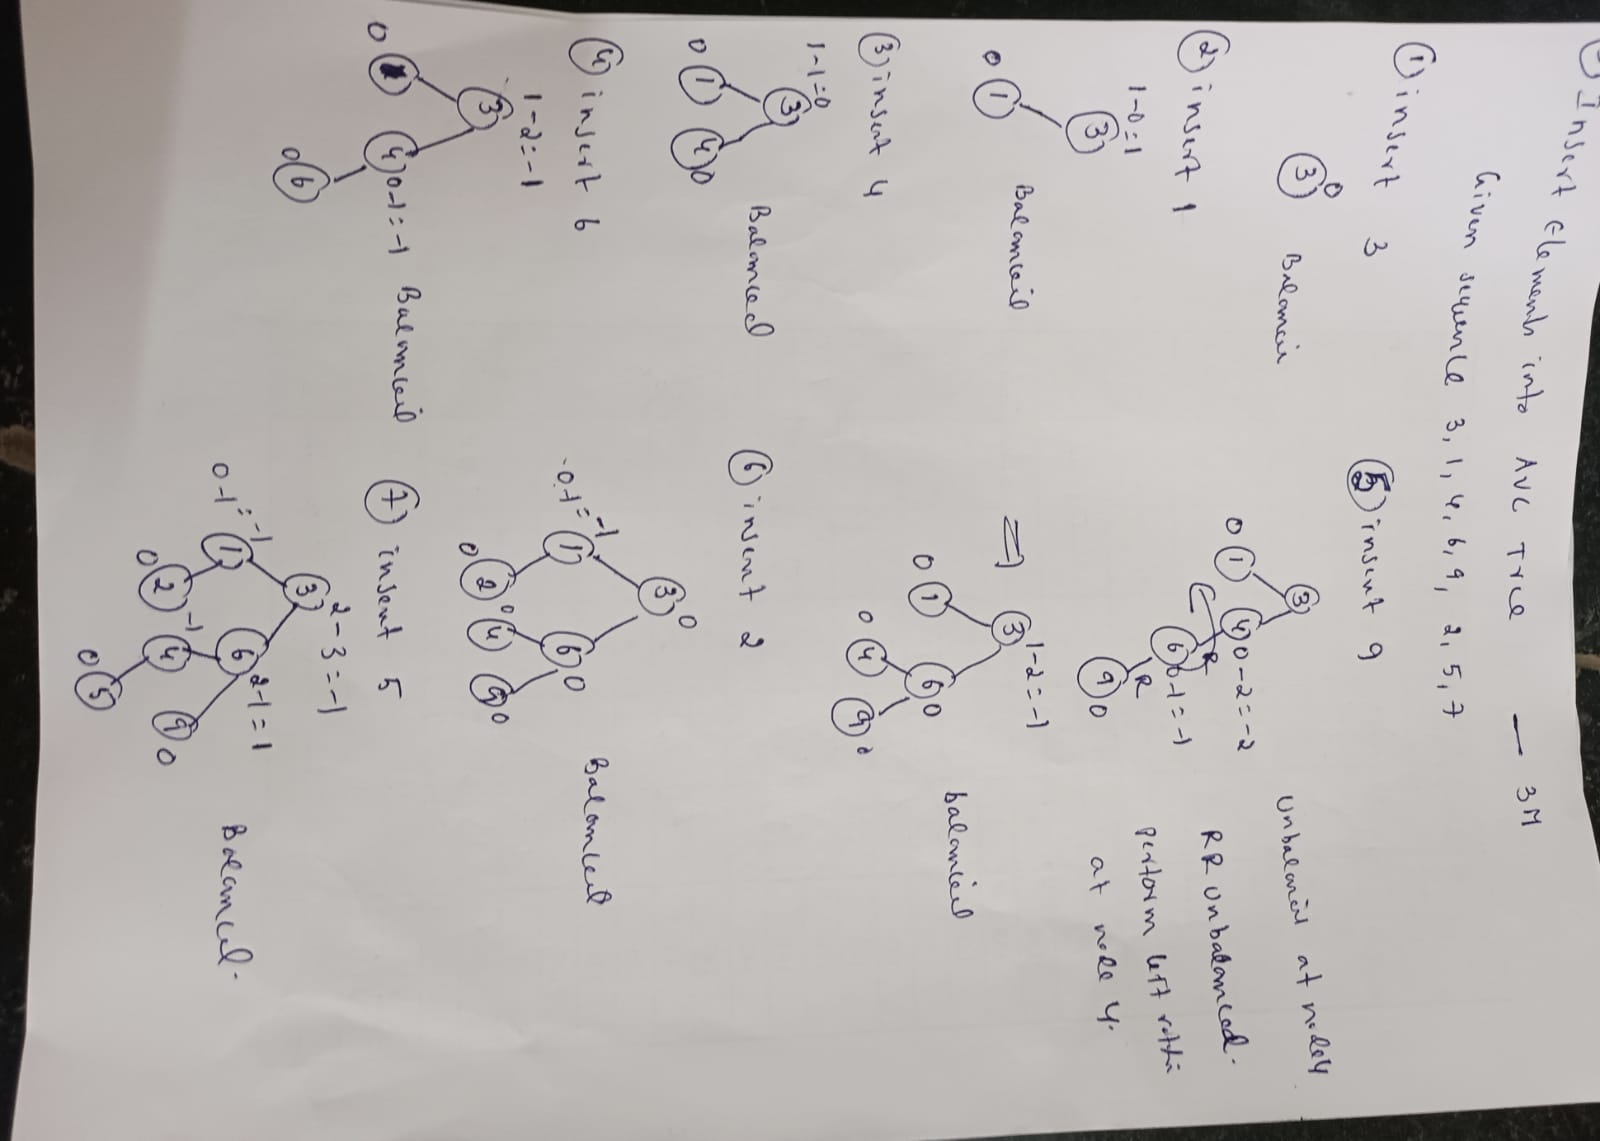 Insert Elements into AVL Tree — 3M
Given sequence 3, 1, 4, 6, 9, 2, 5, 7
① insert 3
3 0 Balance
② insert 1
1-0=1
3
0 1
Balanced
③ insert 4
1-1=0
3
0 1
4 0
Balanced
④ insert 6
1-2=-1
3
0 1
4 0-1=-1
0 6
Balanced
⑤ insert 9
3
0 1
4 0-2=-2
R
6 0-1=-1
R
9 0
Unbalance at node 4
RR unbalanced.
perform left
at node 4.
⇒
3 1-2=-1
0 1
6 0
0 4
9 0
balanced
⑥ insert 2
3 0
0-1=-1 1
6 0
0 2
0 4
9 0
Balanced
⑦ insent 5
3 2-3=-1
0-1=-1 1
6 2-1=1
0 2
-1 4
9 0
0 5
Balanced.